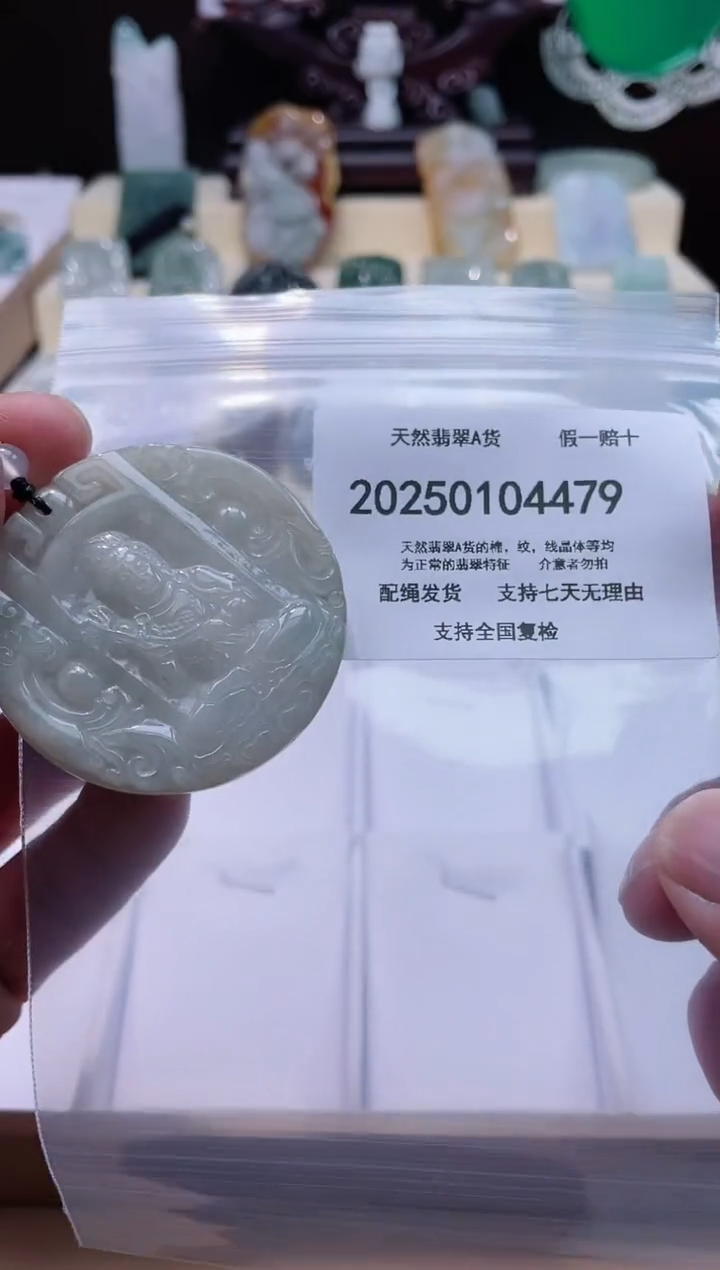 天然翡翠A货 假一赔十
20250104479
天然翡翠A货的棉，纹，线晶体等均
为正常的翡翠特征 介意者勿拍
配绳发货 支持七天无理由
支持全国复检